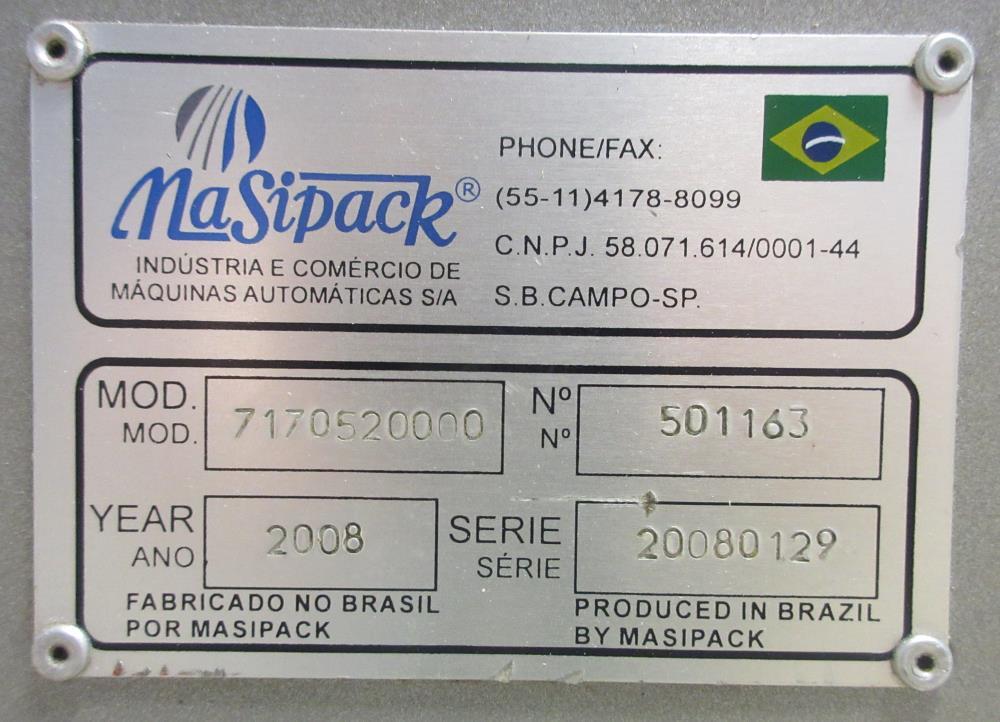 MaSipack®
INDÚSTRIA E COMÉRCIO DE
MÁQUINAS AUTOMÁTICAS S/A
PHONE/FAX:
(55-11)4178-8099
C.N.P.J. 58.071.614/0001-44
S.B.CAMPO-SP.
MOD.
MOD.
7170520000
Nº
Nº
501163
YEAR
ANO
2008
SERIE
SÉRIE
20080129
FABRICADO NO BRASIL
POR MASIPACK
PRODUCED IN BRAZIL
BY MASIPACK